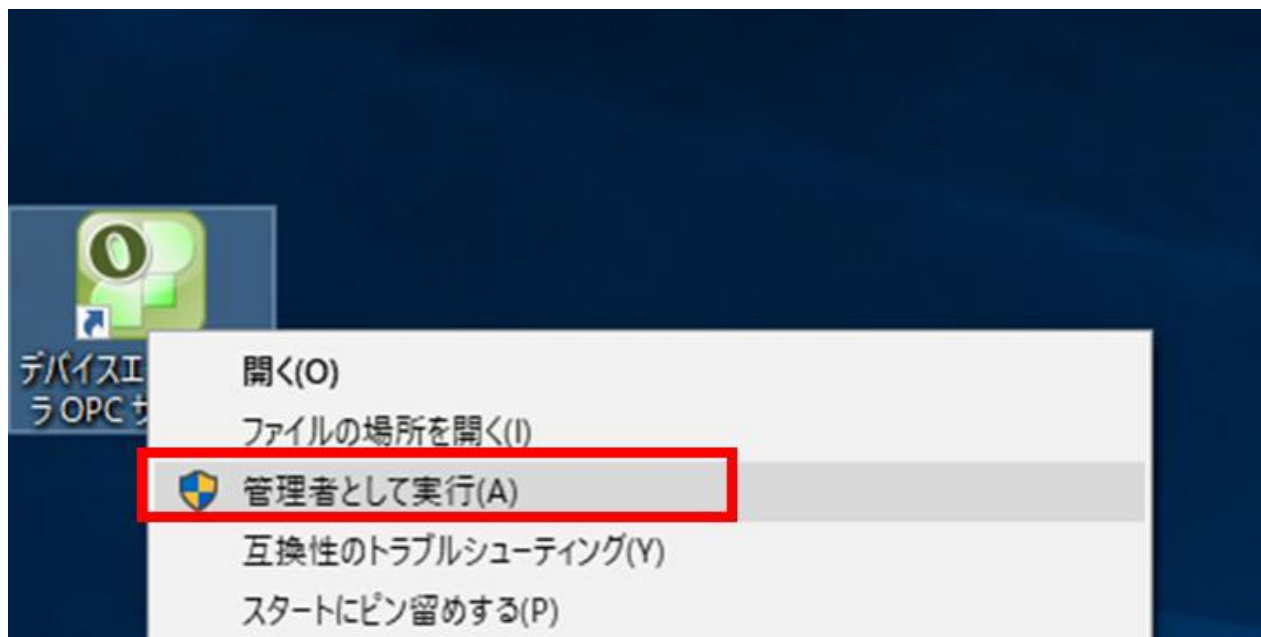 デバイスエ
ラ OPC サ
開く(O)
ファイルの場所を開く(I)
管理者として実行(A)
互換性のトラブルシューティング(Y)
スタートにピン留めする(P)